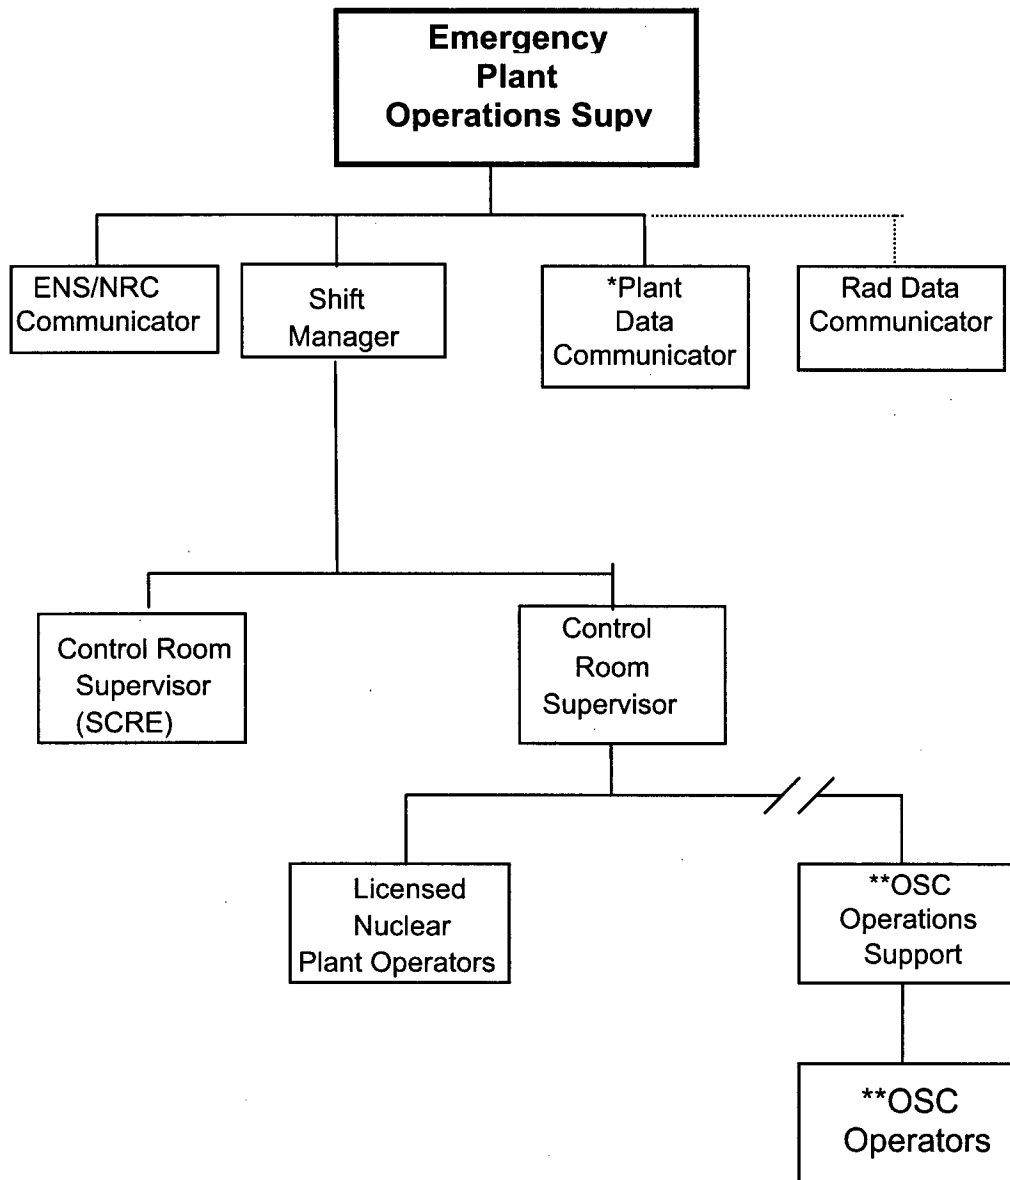 Emergency
Plant
Operations Supv
ENS/NRC
Communicator
Shift
Manager
*Plant
Data
Communicator
Rad Data
Communicator
Control Room
Supervisor
(SCRE)
Control
Room
Supervisor
Licensed
Nuclear
Plant Operators
**OSC
Operations
Support
**OSC
Operators